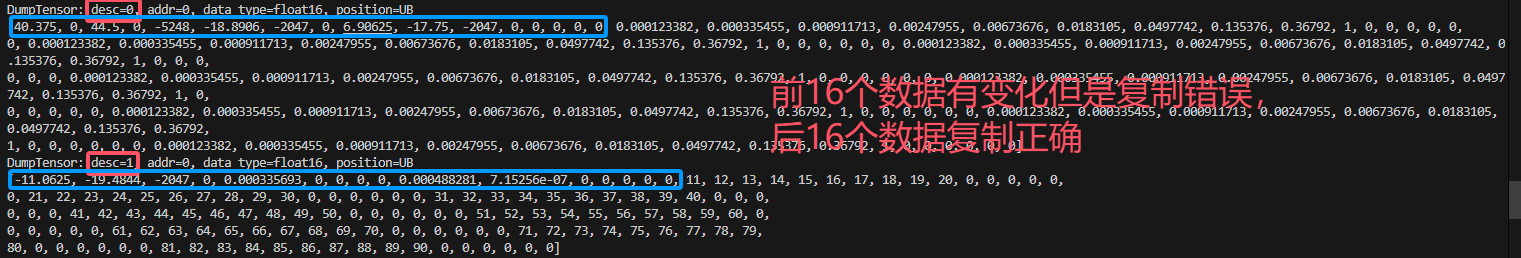 DumpTensor: desc=0, addr=0, data type=float16, position=UB
40.375, 0, 44.5, 0, -5248, -18.8906, -2047, 0, 6.90625, -17.75, -2047, 0, 0, 0, 0, 0, 0.000123382, 0.000335455, 0.000911713, 0.00247955, 0.00673676, 0.0183105, 0.0497742, 0.135376, 0.36792, 1, 0, 0, 0, 0, 0,
0, 0.000123382, 0.000335455, 0.000911713, 0.00247955, 0.00673676, 0.0183105, 0.0497742, 0.135376, 0.36792, 1, 0, 0, 0, 0, 0, 0, 0.000123382, 0.000335455, 0.000911713, 0.00247955, 0.00673676, 0.0183105, 0.0497742, 0
.135376, 0.36792, 1, 0, 0, 0,
0, 0, 0, 0.000123382, 0.000335455, 0.000911713, 0.00247955, 0.00673676, 0.0183105, 0.0497742, 0.135376, 0.36792, 1, 0, 0, 0, 0, 0, 0, 0.000123382, 0.000335455, 0.000911713, 0.00247955, 0.00673676, 0.0183105, 0.0497
742, 0.135376, 0.36792, 1, 0,
前16个数据有变化但是复制错误，
0, 0, 0, 0, 0, 0.000123382, 0.000335455, 0.000911713, 0.00247955, 0.00673676, 0.0183105, 0.0497742, 0.135376, 0.36792, 1, 0, 0, 0, 0, 0, 0, 0.000123382, 0.000335455, 0.000911713, 0.00247955, 0.00673676, 0.0183105,
0.0497742, 0.135376, 0.36792,
后16个数据复制正确
1, 0, 0, 0, 0, 0, 0, 0.000123382, 0.000335455, 0.000911713, 0.00247955, 0.00673676, 0.0183105, 0.0497742, 0.135376, 0.36792, 1, 0, 0, 0, 0, 0, 0]
DumpTensor: desc=1, addr=0, data type=float16, position=UB
-11.0625, -19.4844, -2047, 0, 0.000335693, 0, 0, 0, 0, 0.000488281, 7.15256e-07, 0, 0, 0, 0, 0, 11, 12, 13, 14, 15, 16, 17, 18, 19, 20, 0, 0, 0, 0, 0,
0, 21, 22, 23, 24, 25, 26, 27, 28, 29, 30, 0, 0, 0, 0, 0, 0, 31, 32, 33, 34, 35, 36, 37, 38, 39, 40, 0, 0, 0,
0, 0, 0, 41, 42, 43, 44, 45, 46, 47, 48, 49, 50, 0, 0, 0, 0, 0, 0, 51, 52, 53, 54, 55, 56, 57, 58, 59, 60, 0,
0, 0, 0, 0, 0, 61, 62, 63, 64, 65, 66, 67, 68, 69, 70, 0, 0, 0, 0, 0, 0, 71, 72, 73, 74, 75, 76, 77, 78, 79,
80, 0, 0, 0, 0, 0, 0, 81, 82, 83, 84, 85, 86, 87, 88, 89, 90, 0, 0, 0, 0, 0, 0]